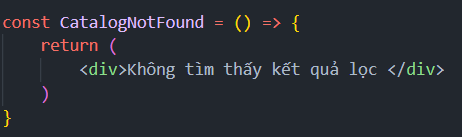 const CatalogNotFound = () => {
    return (
        <div>Không tìm thấy kết quả lọc </div>
    )
}